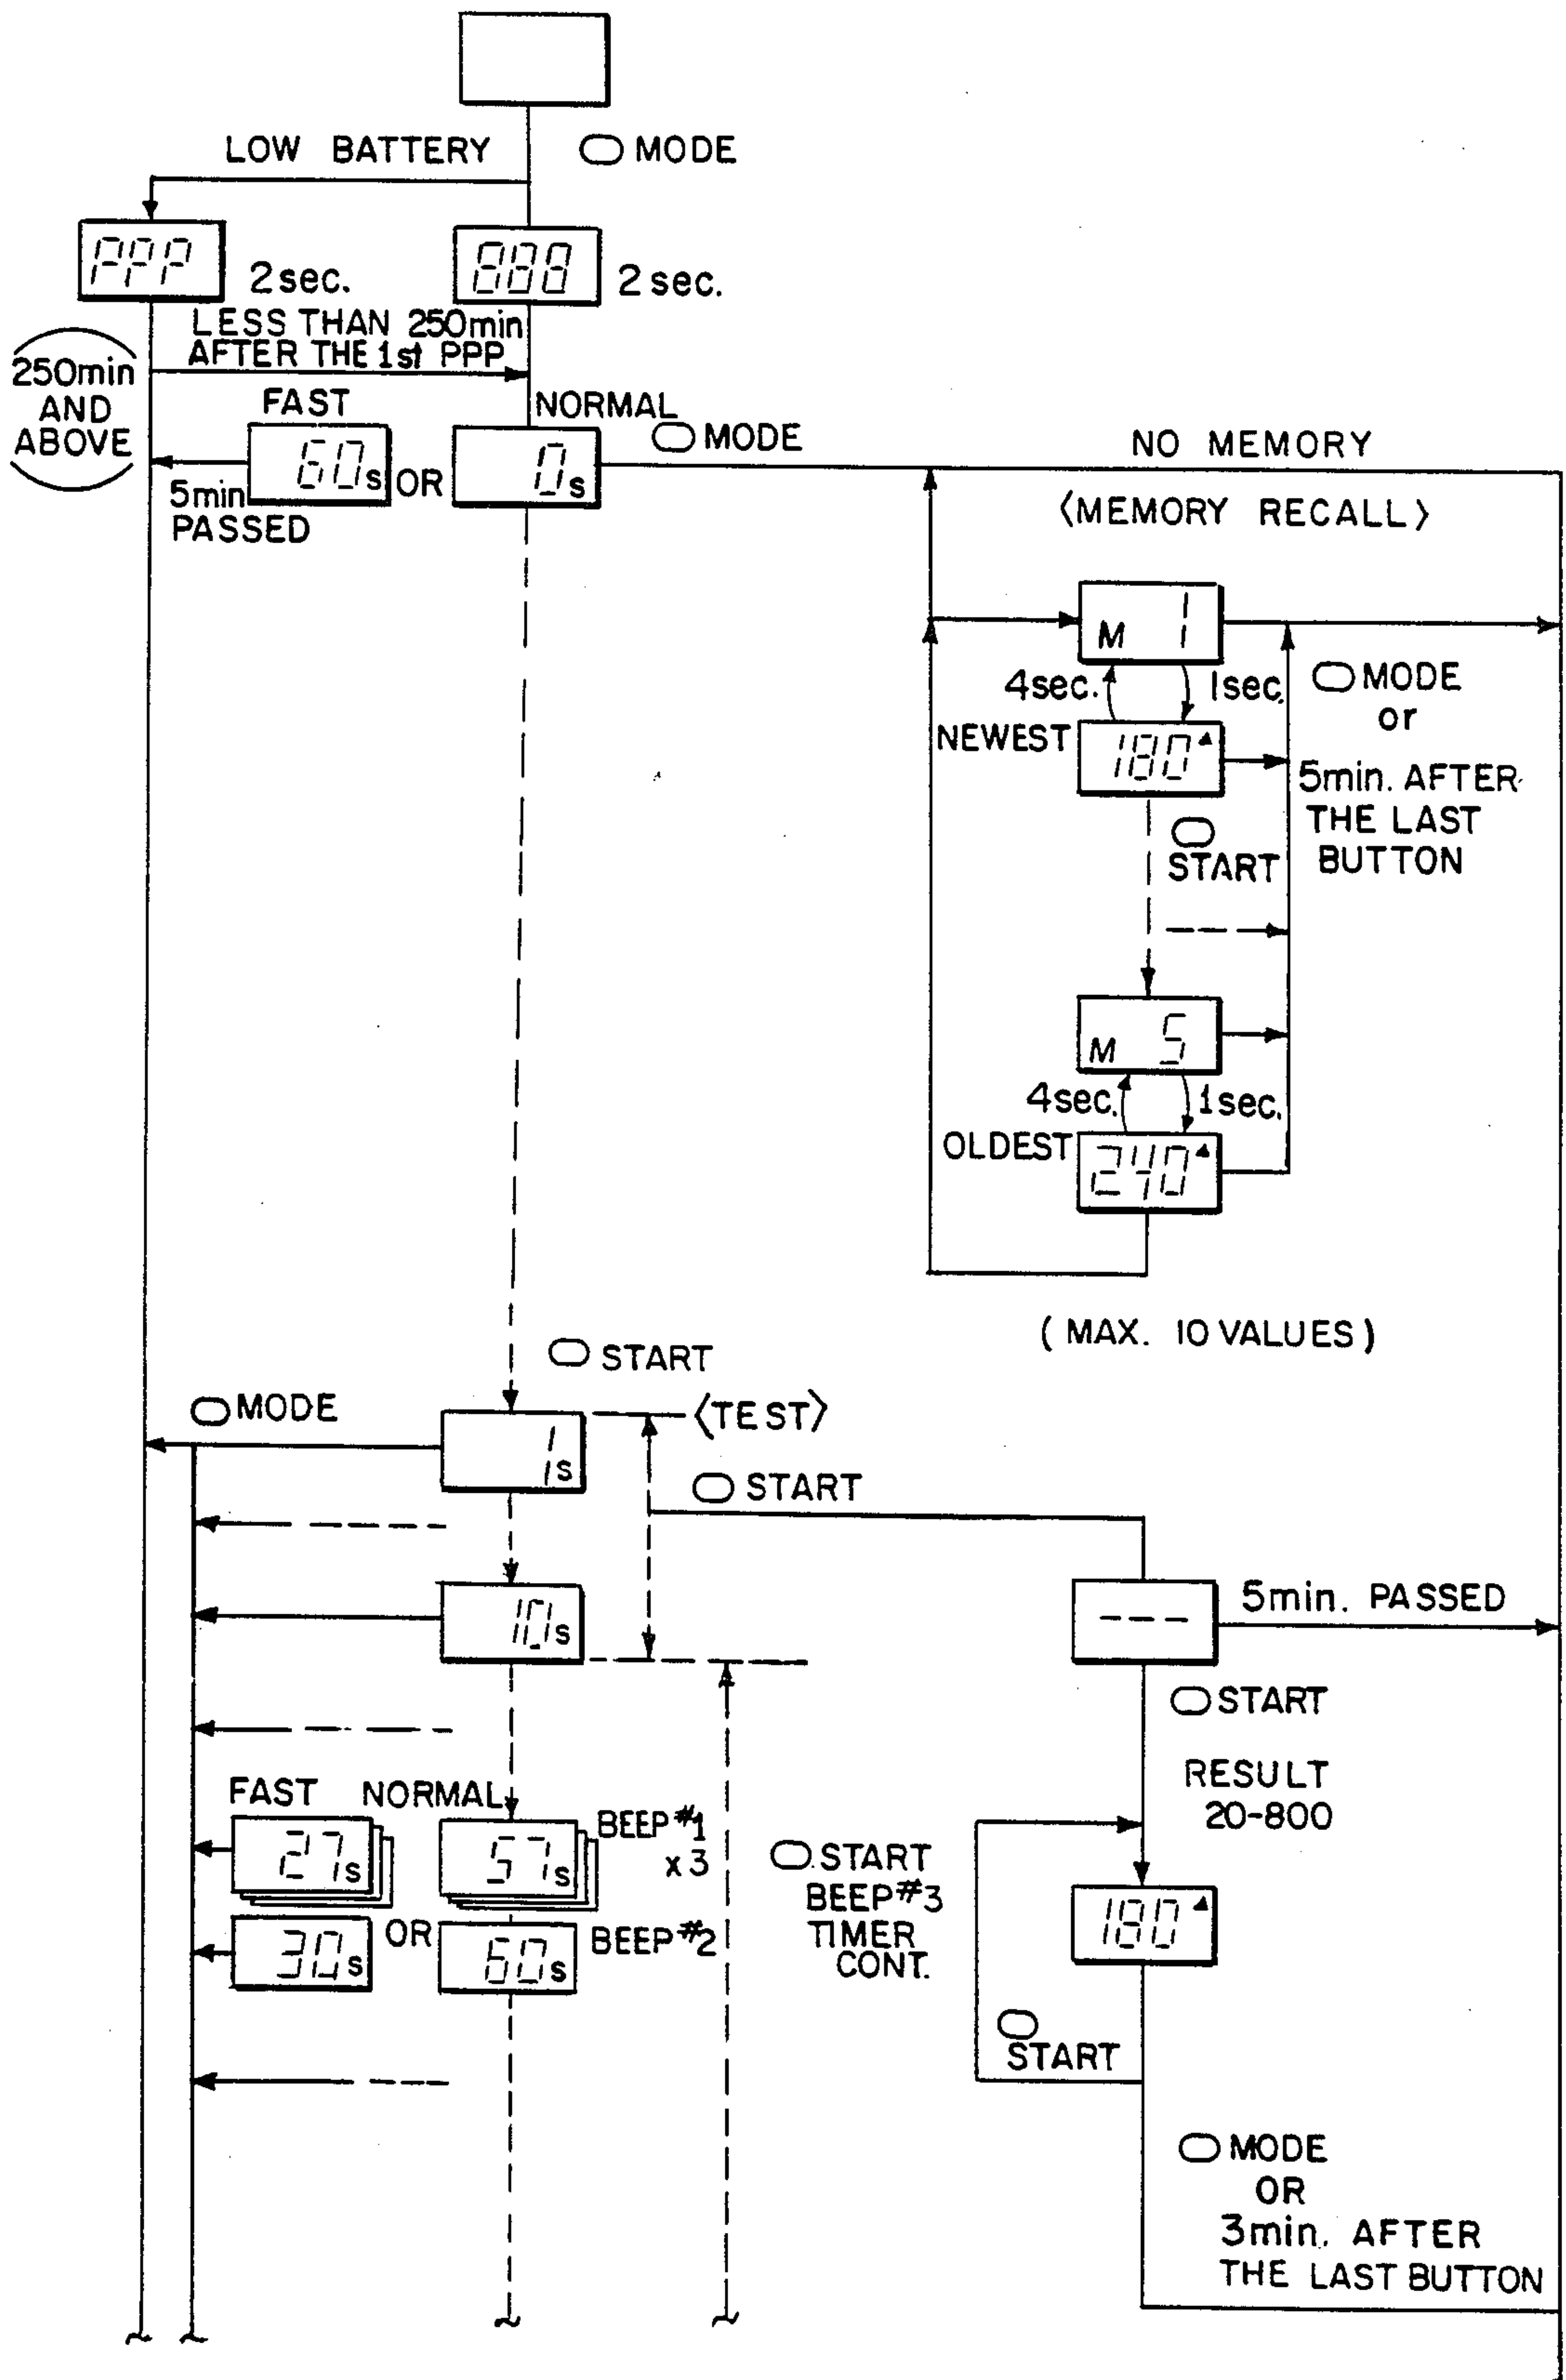 LOW BATTERY
MODE
PPP
2sec.
888
2 sec.
LESS THAN 250min
AFTER THE 1st PPP
250min
AND
ABOVE
FAST
60s
OR
5min
PASSED
NORMAL
0s
MODE
NO MEMORY
<MEMORY RECALL>
M 1
4sec.
1sec.
MODE
or
5min. AFTER
THE LAST
BUTTON
NEWEST
180▲
START
M 5
4sec.
1sec.
OLDEST
240▲
(MAX. 10 VALUES)
START
MODE
1s
<TEST>
START
10s
---
5min. PASSED
START
RESULT
20-800
FAST
NORMAL
27s
57s
BEEP #1
x3
30s
OR
60s
BEEP #2
START
BEEP #3
TIMER
CONT.
180▲
START
MODE
OR
3min. AFTER
THE LAST BUTTON